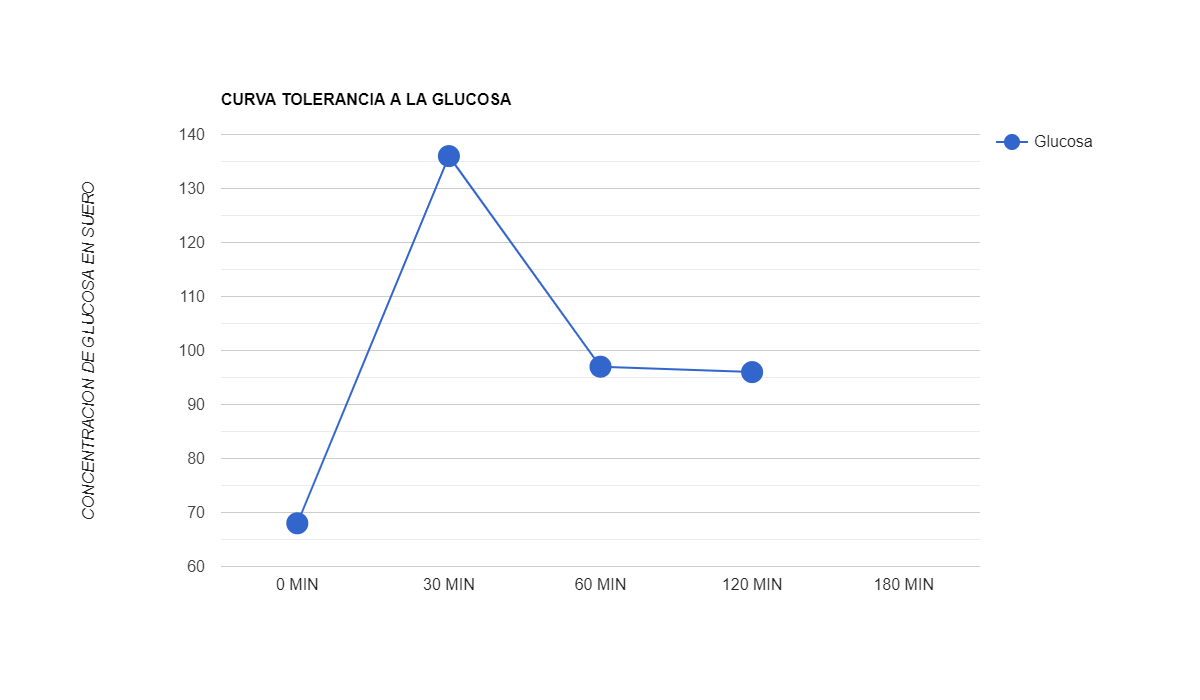 CURVA TOLERANCIA A LA GLUCOSA
Glucosa
CONCENTRACION DE GLUCOSA EN SUERO
140
130
120
110
100
90
80
70
60
0 MIN
30 MIN
60 MIN
120 MIN
180 MIN